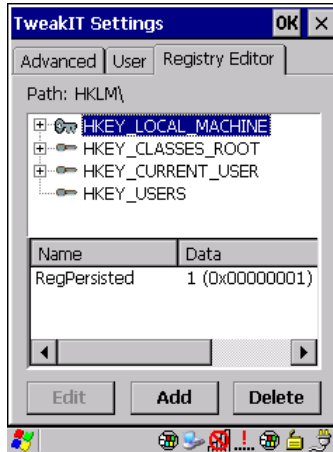 TweakIT Settings OK ×
Advanced User Registry Editor
Path: HKLM\
HKEY_LOCAL_MACHINE
HKEY_CLASSES_ROOT
HKEY_CURRENT_USER
HKEY_USERS
Name Data
RegPersisted 1 (0x00000001)
Edit Add Delete